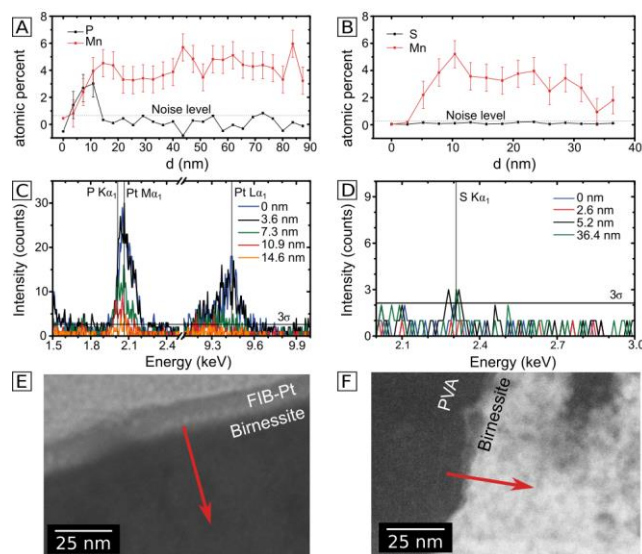 A
P
Mn
atomic percent
8
6
4
2
0
Noise level
0 10 20 30 40 50 60 70 80 90
d (nm)
B
S
Mn
atomic percent
8
6
4
2
0
Noise level
0 10 20 30 40
d (nm)
C
P Kα1
Pt Mα1
Pt Lα1
Intensity (counts)
30
20
10
0
0 nm
3.6 nm
7.3 nm
10.9 nm
14.6 nm
3σ
1.5 1.8 2.1 2.4 9.3 9.6 9.9
Energy (keV)
D
S Kα1
Intensity (counts)
9
6
3
0
0 nm
2.6 nm
5.2 nm
36.4 nm
3σ
2.1 2.4 2.7 3.0
Energy (keV)
E
FIB-Pt
Birnessite
25 nm
F
PVA
Birnessite
25 nm